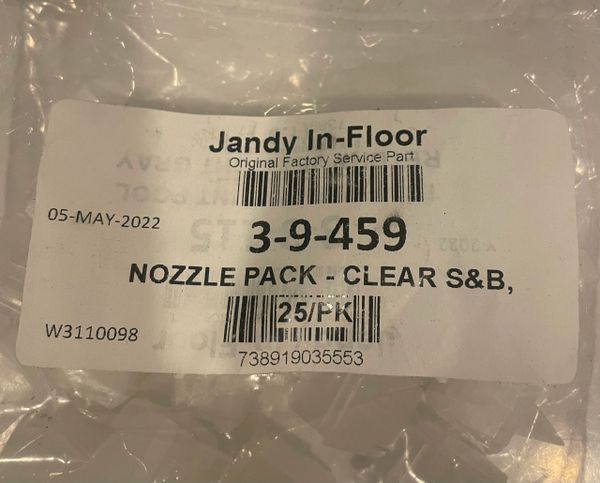 Jandy In-Floor
Original Factory Service Part
05-MAY-2022
3-9-459
NOZZLE PACK - CLEAR S&B,
25/PK
W3110098
738919035553